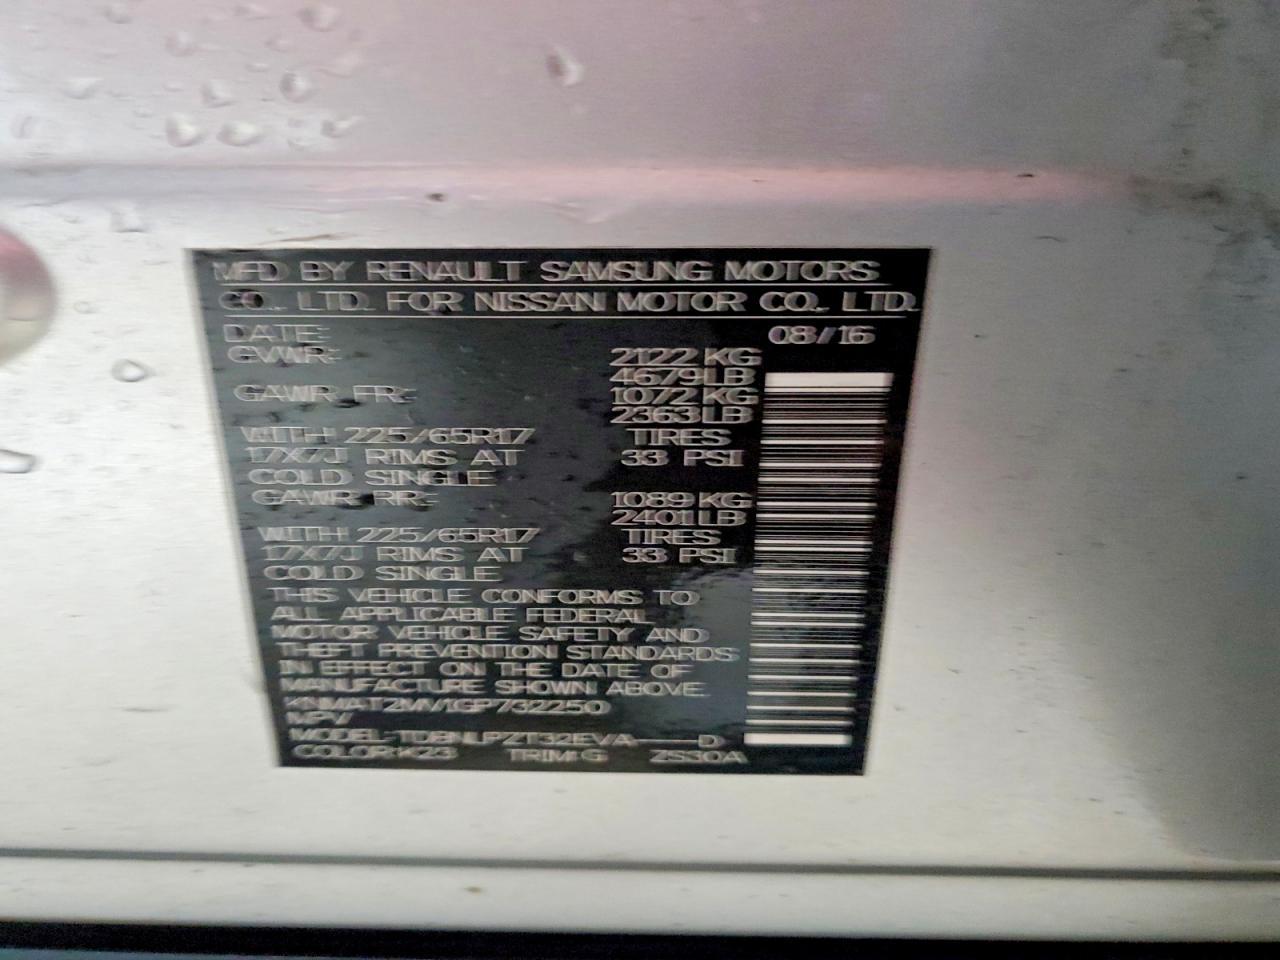 MFD BY RENAULT SAMSUNG MOTORS
CO., LTD. FOR NISSAN MOTOR CO., LTD.
DATE: 08/16
GVWR: 2122 KG
4679 LB
GAWR FR: 1072 KG
2363 LB
WITH 225/65R17 TIRES
17X7J RIMS AT 33 PSI
COLD SINGLE
GAWR RR: 1089 KG
2401 LB
WITH 225/65R17 TIRES
17X7J RIMS AT 33 PSI
COLD SINGLE
THIS VEHICLE CONFORMS TO
ALL APPLICABLE FEDERAL
MOTOR VEHICLE SAFETY AND
THEFT PREVENTION STANDARDS
IN EFFECT ON THE DATE OF
MANUFACTURE SHOWN ABOVE.
KNMAT2MV1GP732250
MPV
MODEL: D
COLOR:K23 TRIM:G